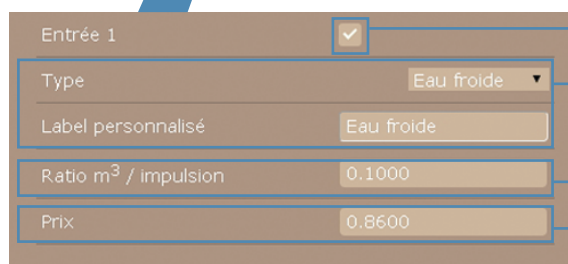 Entrée 1
Type Eau froide
Label personnalisé Eau froide
Ratio m³ / impulsion 0.1000
Prix 0.8600